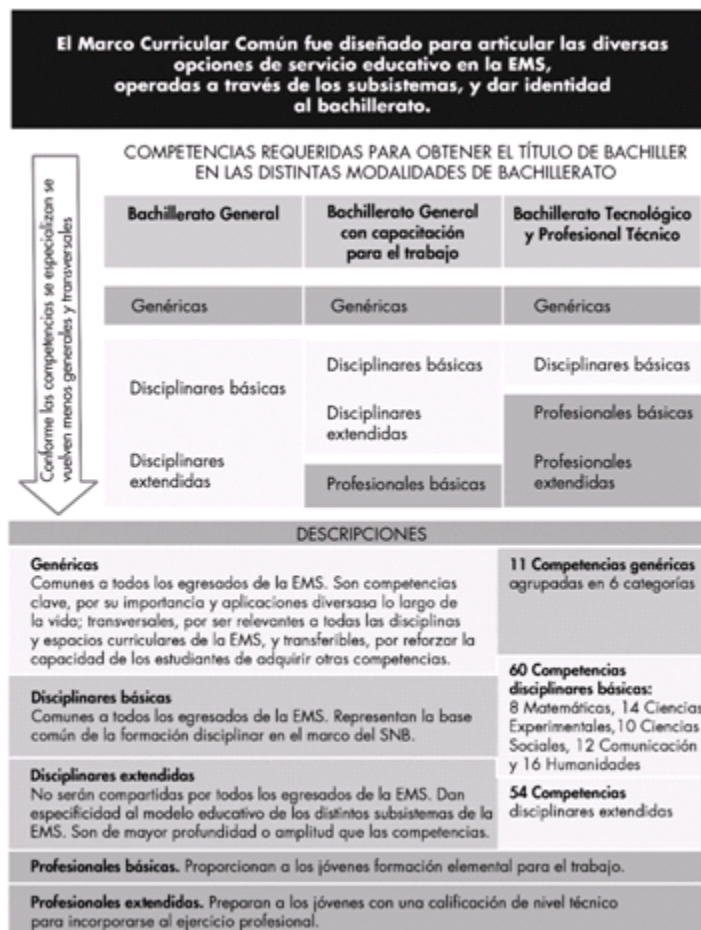 El Marco Curricular Común fue diseñado para articular las diversas
opciones de servicio educativo en la EMS,
operadas a través de los subsistemas, y dar identidad
al bachillerato.
COMPETENCIAS REQUERIDAS PARA OBTENER EL TÍTULO DE BACHILLER
EN LAS DISTINTAS MODALIDADES DE BACHILLERATO
Conforme las competencias se especializan se
vuelven menos generales y transversales
Bachillerato General
Bachillerato General
con capacitación
para el trabajo
Bachillerato Tecnológico
y Profesional Técnico
Genéricas
Genéricas
Genéricas
Disciplinares básicas
Disciplinares
extendidas
Disciplinares básicas
Disciplinares
extendidas
Profesionales básicas
Disciplinares básicas
Profesionales básicas
Profesionales
extendidas
DESCRIPCIONES
Genéricas
Comunes a todos los egresados de la EMS. Son competencias
clave, por su importancia y aplicaciones diversasa lo largo de
la vida; transversales, por ser relevantes a todas las disciplinas
y espacios curriculares de la EMS, y transferibles, por reforzar la
capacidad de los estudiantes de adquirir otras competencias.
11 Competencias genéricas
agrupadas en 6 categorías
Disciplinares básicas
Comunes a todos los egresados de la EMS. Representan la base
común de la formación disciplinar en el marco del SNB.
60 Competencias
disciplinares básicas:
8 Matemáticas, 14 Ciencias
Experimentales,10 Ciencias
Sociales, 12 Comunicación
y 16 Humanidades
Disciplinares extendidas
No serán compartidas por todos los egresados de la EMS. Dan
especificidad al modelo educativo de los distintos subsistemas de la
EMS. Son de mayor profundidad o amplitud que las competencias.
54 Competencias
disciplinares extendidas
Profesionales básicas. Proporcionan a los jóvenes formación elemental para el trabajo.
Profesionales extendidas. Preparan a los jóvenes con una calificación de nivel técnico
para incorporarse al ejercicio profesional.